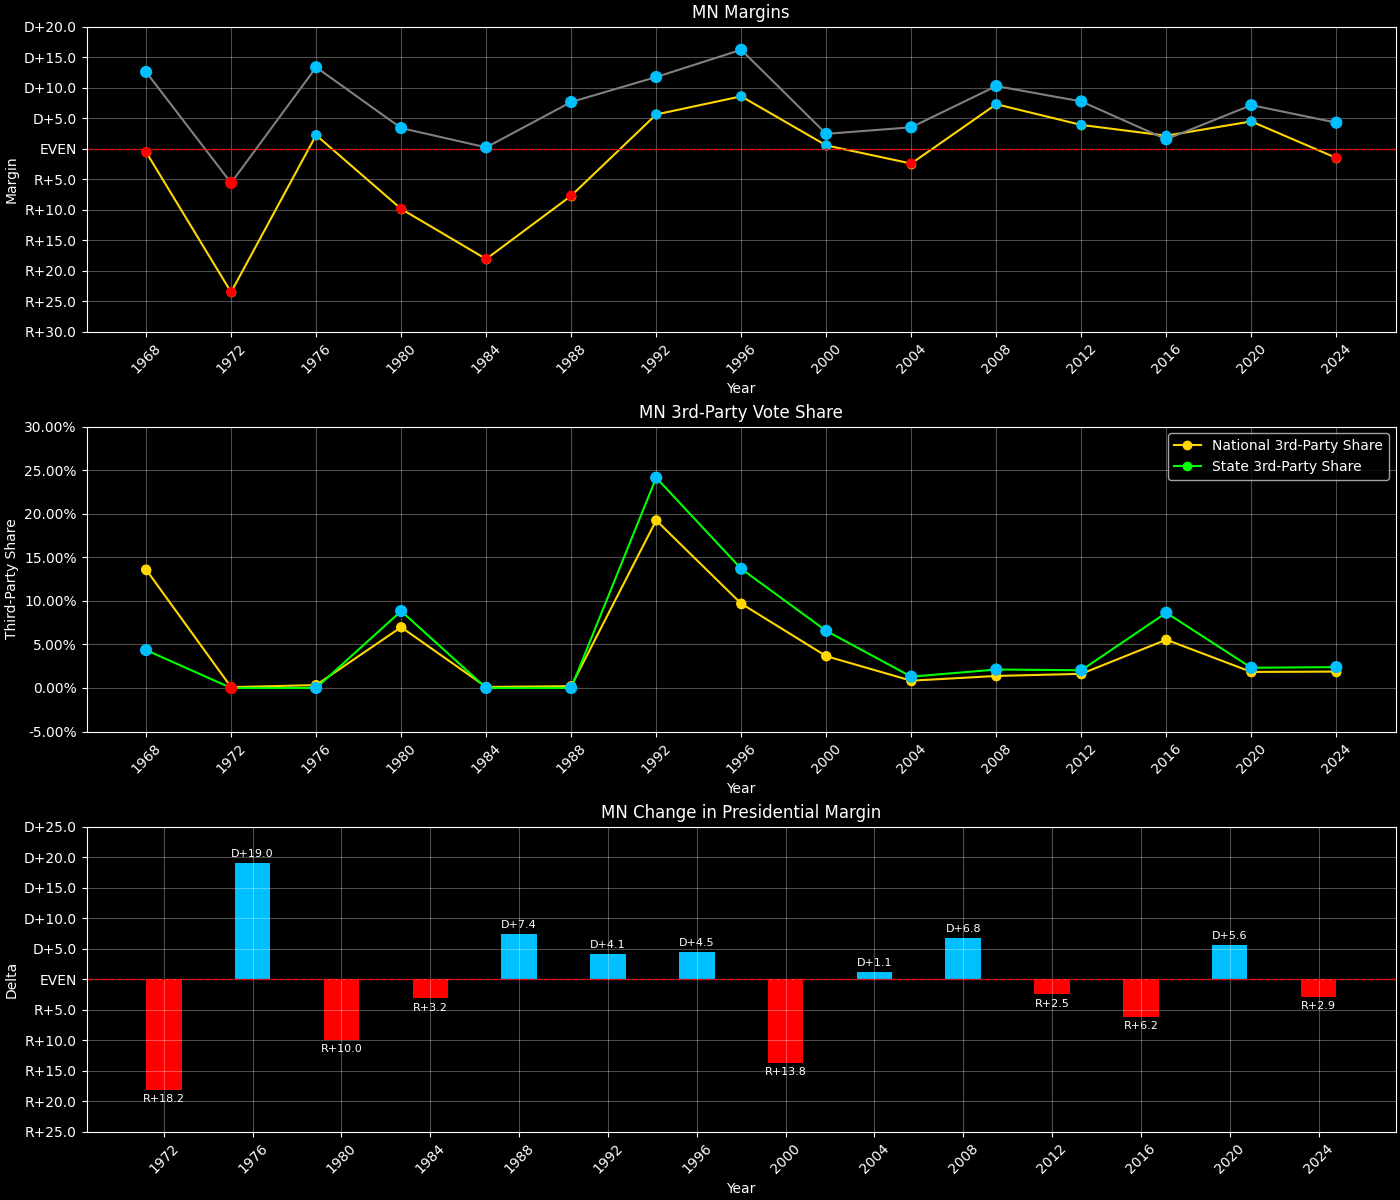 MN Margins
D+20.0
D+15.0
D+10.0
D+5.0
EVEN
R+5.0
R+10.0
R+15.0
R+20.0
R+25.0
R+30.0
Margin
1968
1972
1976
1980
1984
1988
1992
1996
2000
2004
2008
2012
2016
2020
2024
Year
MN 3rd-Party Vote Share
30.00%
25.00%
20.00%
15.00%
10.00%
5.00%
0.00%
-5.00%
Third-Party Share
National 3rd-Party Share
State 3rd-Party Share
1968
1972
1976
1980
1984
1988
1992
1996
2000
2004
2008
2012
2016
2020
2024
Year
MN Change in Presidential Margin
D+25.0
D+20.0
D+15.0
D+10.0
D+5.0
EVEN
R+5.0
R+10.0
R+15.0
R+20.0
R+25.0
Delta
R+18.2
D+19.0
R+10.0
R+3.2
D+7.4
D+4.1
D+4.5
R+13.8
D+1.1
D+6.8
R+2.5
R+6.2
D+5.6
R+2.9
1972
1976
1980
1984
1988
1992
1996
2000
2004
2008
2012
2016
2020
2024
Year